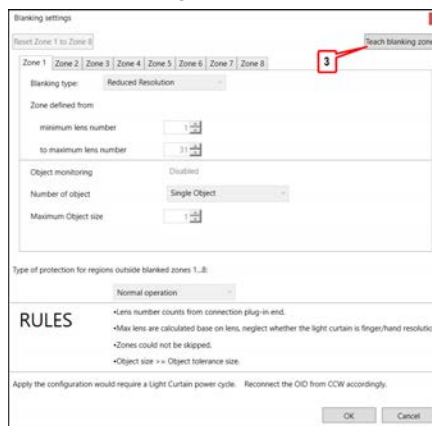 Blanking settings
Reset Zone 1 to Zone 8
Teach blanking zone
3
Zone 1 Zone 2 Zone 3 Zone 4 Zone 5 Zone 6 Zone 7 Zone 8
Blanking type: Reduced Resolution
Zone defined from
minimum lens number 1
to maximum lens number 31
Object monitoring Disabled
Number of object Single Object
Maximum Object size 1
Type of protection for regions outside blanked zones 1...8:
Normal operation
RULES
•Lens number counts from connection plug-in end.
•Max lens are calculated base on lens, neglect whether the light curtain is finger/hand resolutio
•Zones could not be skipped.
•Object size >= Object tolerance size.
Apply the configuration would require a Light Curtain power cycle. Reconnect the OID from CCW accordingly.
OK Cancel